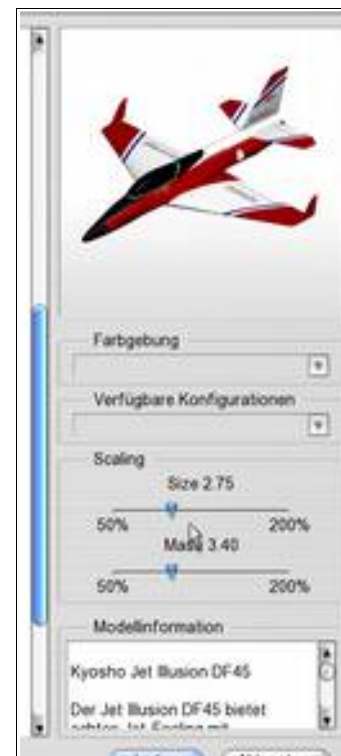 Farbgebung
Verfügbare Konfigurationen
Scaling
Size 2.75
50% 200%
3.40
50% 200%
Modellinformation
Kyosho Jet Illusion DF45
Der Jet Illusion DF45 bietet